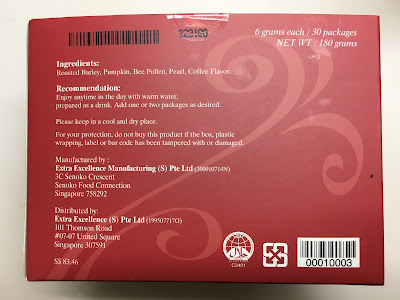 6 grams each / 30 packages
NET WT : 180 grams
Ingredients:
Roasted Barley, Pumpkin, Bee Pollen, Pearl, Coffee Flavor.
Recommendation:
Enjoy anytime in the day with warm water,
prepared as a drink. Add one or two packages as desired.
Please keep in a cool and dry place.
For your protection, do not buy this product if the box, plastic
wrapping, label or bar code has been tampered with or damaged.
Manufactured by :
Extra Excellence Manufacturing (S) Pte Ltd (200010714N)
3C Senoko Crescent
Senoko Food Connection
Singapore 758292
Distributed by:
Extra Excellence (S) Pte Ltd (199507717G)
101 Thomson Road
#07-07 United Square
Singapore 307591
S$ 83.46
C2401
00010003